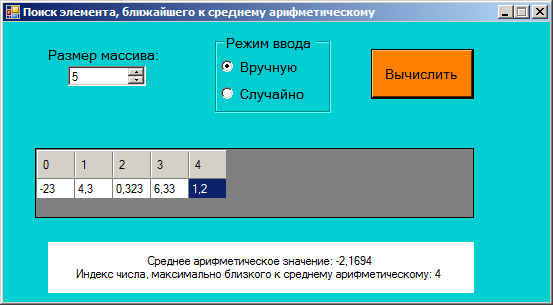 Поиск элемента, ближайшего к среднему арифметическому
Размер массива:
5
Режим ввода
Вручную
Случайно
Вычислить
0 1 2 3 4
-23 4,3 0,323 6,33 1,2
Среднее арифметическое значение: -2,1694
Индекс числа, максимально близкого к среднему арифметическому: 4